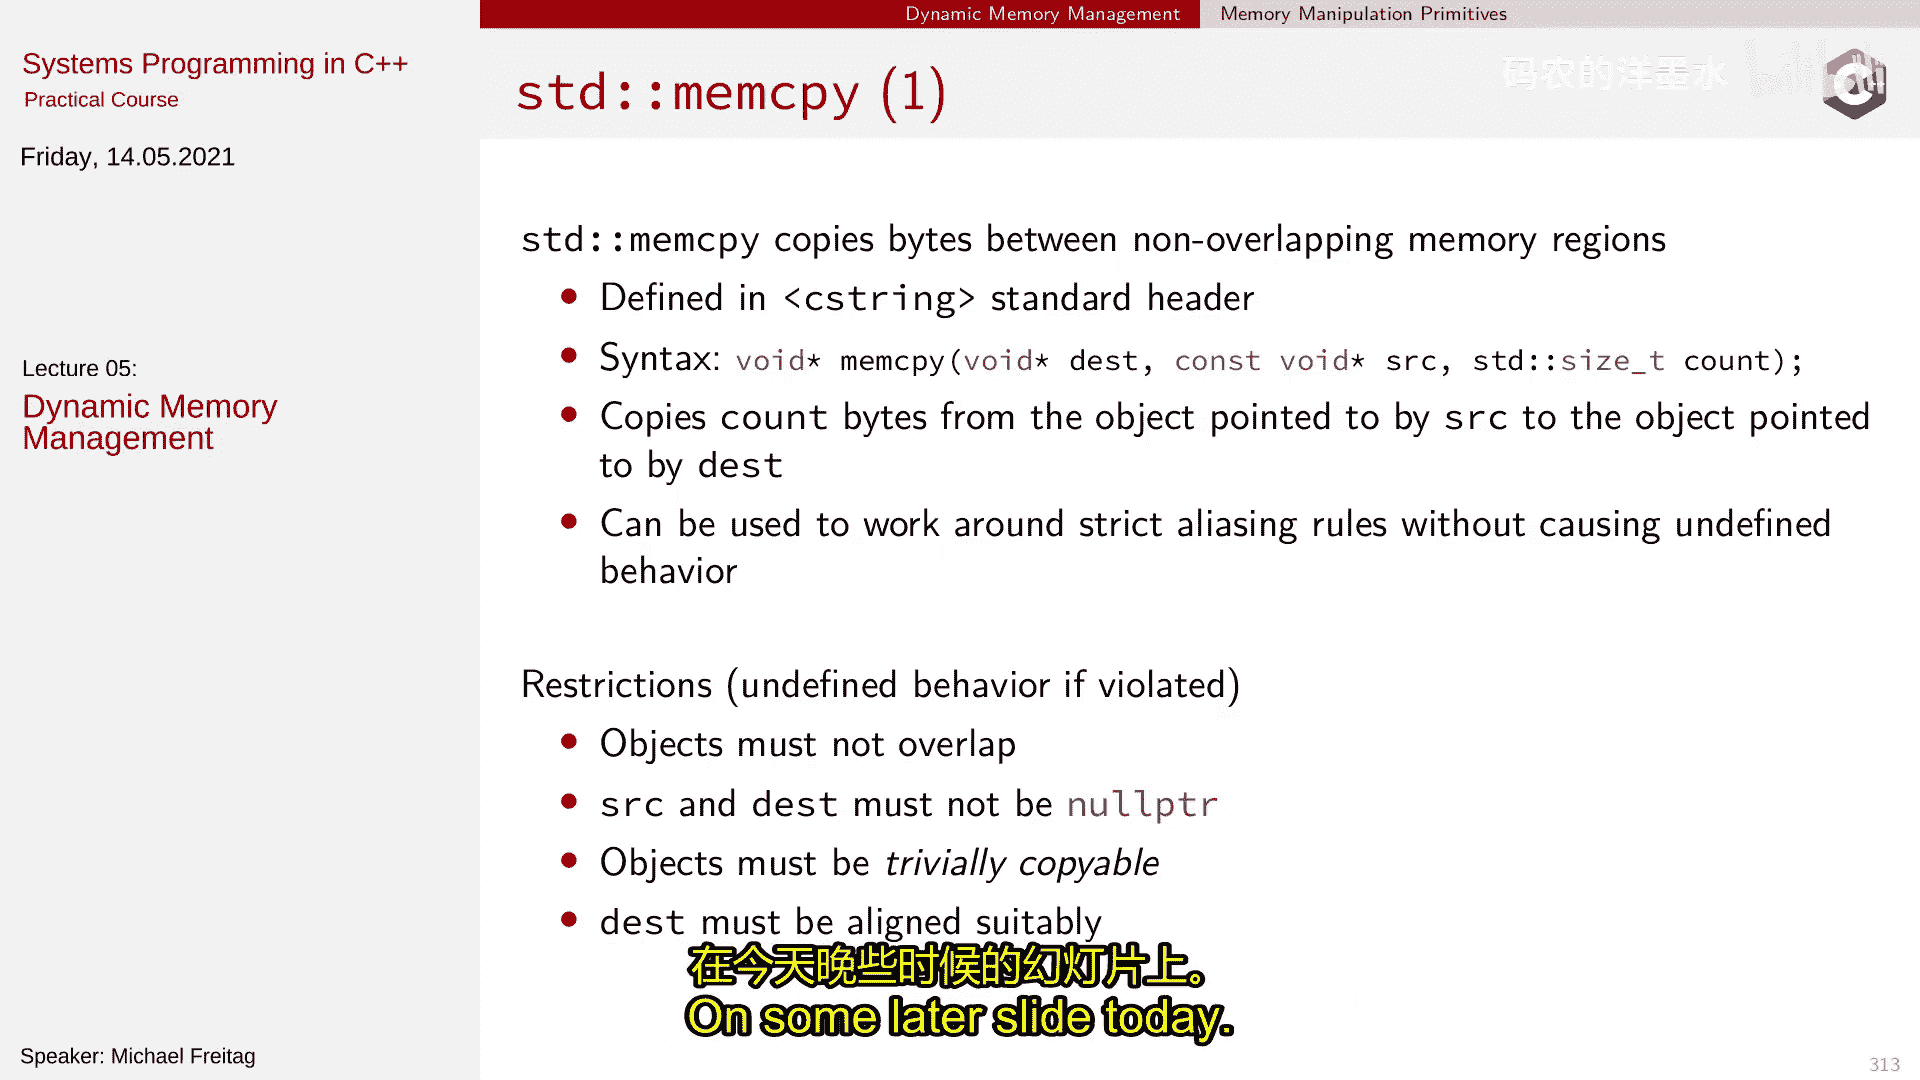 Dynamic Memory Management
Memory Manipulation Primitives
Systems Programming in C++
Practical Course
Friday, 14.05.2021
Lecture 05:
Dynamic Memory
Management
Speaker: Michael Freitag
std::memcpy (1)
码农的洋墨水
std::memcpy copies bytes between non-overlapping memory regions
• Defined in <cstring> standard header
• Syntax: void* memcpy(void* dest, const void* src, std::size_t count);
• Copies count bytes from the object pointed to by src to the object pointed
to by dest
• Can be used to work around strict aliasing rules without causing undefined
behavior
Restrictions (undefined behavior if violated)
• Objects must not overlap
• src and dest must not be nullptr
• Objects must be trivially copyable
• dest must be aligned suitably
在今天晚些时候的幻灯片上。
On some later slide today.
313